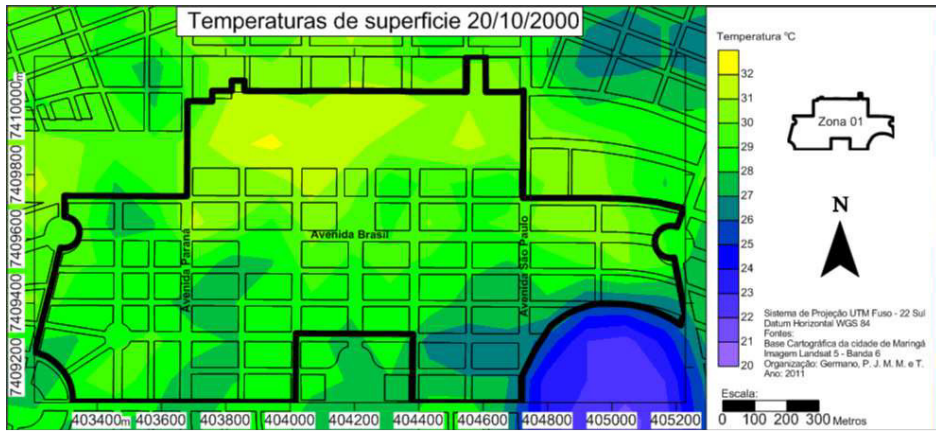 Temperaturas de superficie 20/10/2000
Temperatura ºC
32
31
30
29
28
27
26
25
24
23
22
21
20
Zona 01
N
7410000m
7409800
7409600
7409400
7409200
Avenida Brasil
Avenida Paraná
Avenida São Paulo
403400m
403600
403800
404000
404200
404400
404600
404800
405000
405200
Sistema de Projeção UTM Fuso - 22 Sul
Datum Horizontal WGS 84
Fontes:
Base Cartográfica da cidade de Maringá
Imagem Landsat 5 - Banda 6
Organização: Germano, P. J. M. M. e T.
Ano: 2011
Escala:
0 100 200 300 Metros